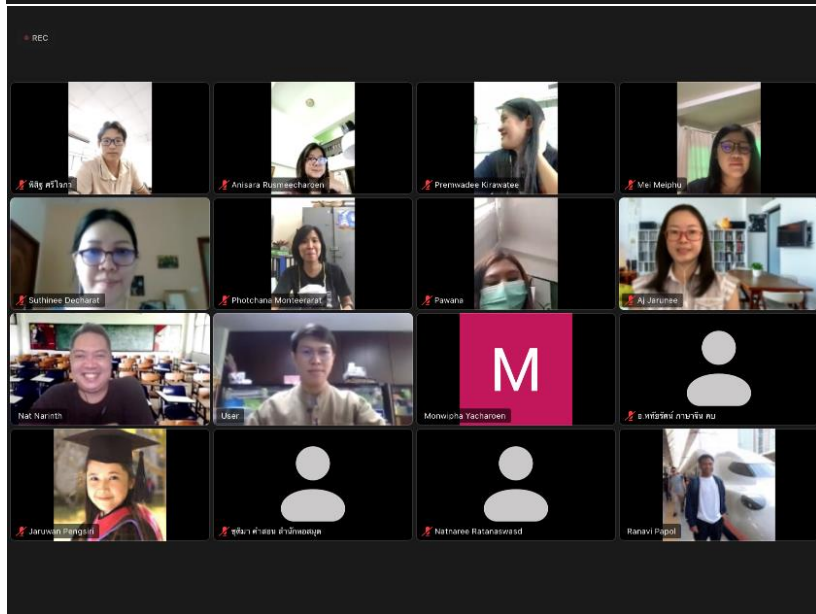 REC
พิสิฐ ศรีใจภา
Anisara Rusmeecharoen
Premwadee Kirawatee
Mei Meiphu
Suthinee Decharat
Photchana Monteerarat
Pawana
Aj Jarunee
Nat Narinth
User
M
Monwipha Yacharoen
อ.หทัยรัตน์ ภาษาจีน คบ
Jaruwan Pengsiri
ชุติมา คำสอน สำนักหอสมุด
Natnaree Ratanaswasd
Ranavi Papol